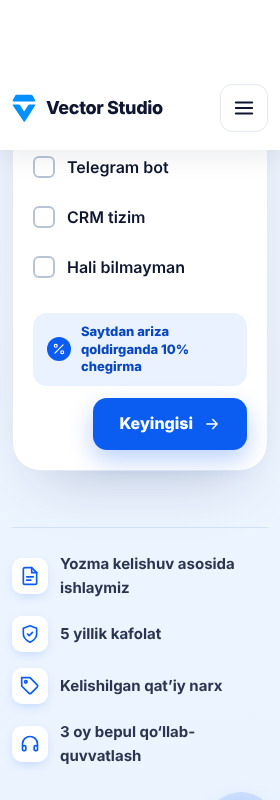 Vector Studio
Telegram bot
CRM tizim
Hali bilmayman
Saytdan ariza
qoldirganda 10%
chegirma
Keyingisi →
Yozma kelishuv asosida
ishlaymiz
5 yillik kafolat
Kelishilgan qat’iy narx
3 oy bepul qo‘llab-
quvvatlash